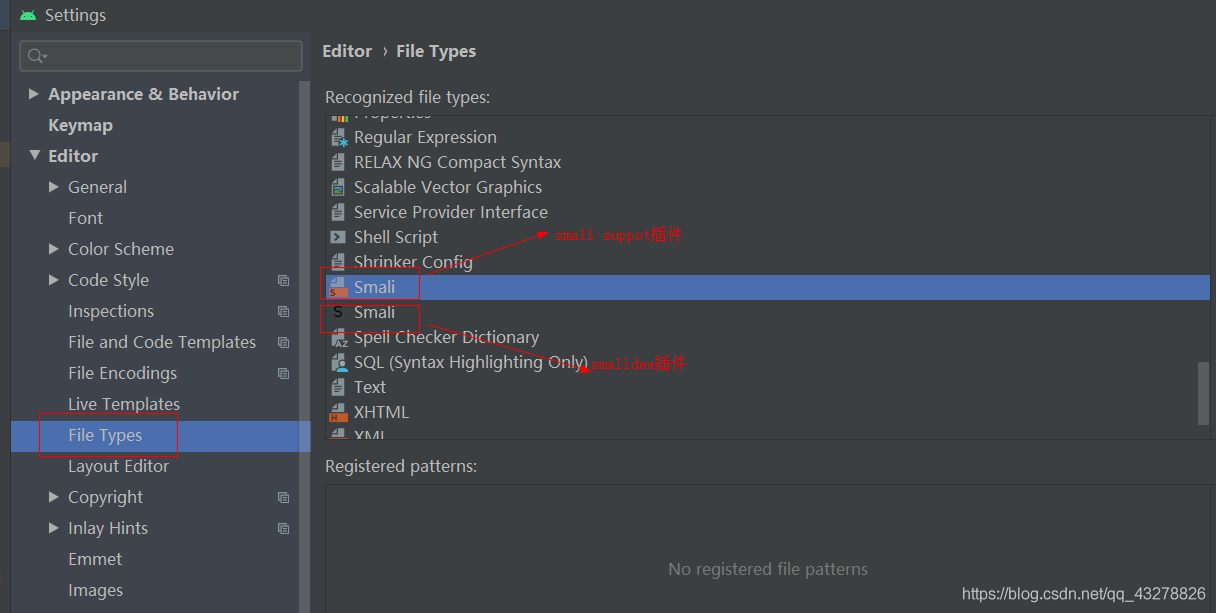 Settings
Editor › File Types
Appearance & Behavior
Keymap
Editor
General
Font
Color Scheme
Code Style
Inspections
File and Code Templates
File Encodings
Live Templates
File Types
Layout Editor
Copyright
Inlay Hints
Emmet
Images
Recognized file types:
Properties
Regular Expression
RELAX NG Compact Syntax
Scalable Vector Graphics
Service Provider Interface
Shell Script
smali suppot插件
Shrinker Config
Smali
Smali
Spell Checker Dictionary
SQL (Syntax Highlighting Only)
smalidea插件
Text
XHTML
XML
Registered patterns:
No registered file patterns
https://blog.csdn.net/qq_43278826